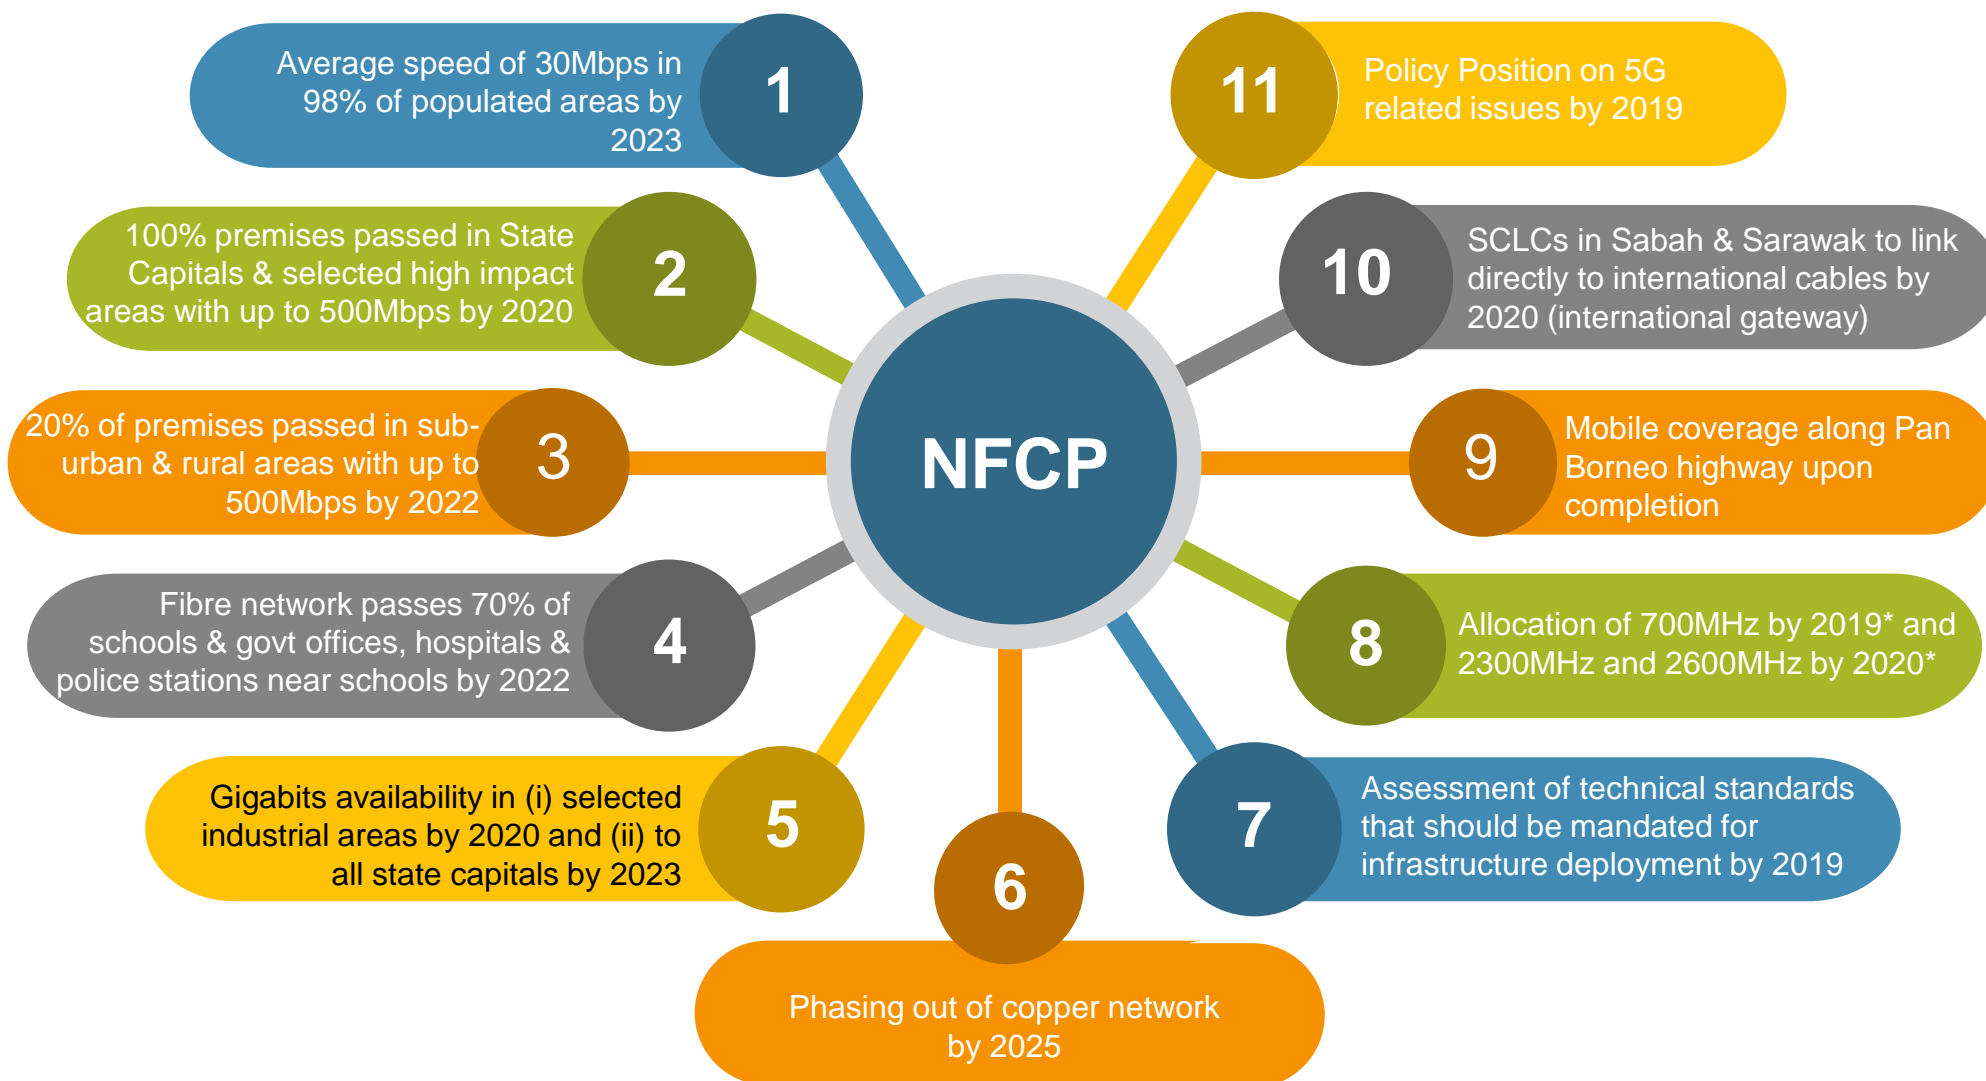 Average speed of 30Mbps in
98% of populated areas by
2023
1
100% premises passed in State
Capitals & selected high impact
areas with up to 500Mbps by 2020
2
20% of premises passed in sub-
urban & rural areas with up to
500Mbps by 2022
3
Fibre network passes 70% of
schools & govt offices, hospitals &
police stations near schools by 2022
4
Gigabits availability in (i) selected
industrial areas by 2020 and (ii) to
all state capitals by 2023
5
NFCP
6
Phasing out of copper network
by 2025
7
Assessment of technical standards
that should be mandated for
infrastructure deployment by 2019
8
Allocation of 700MHz by 2019* and
2300MHz and 2600MHz by 2020*
9
Mobile coverage along Pan
Borneo highway upon
completion
10
SCLCs in Sabah & Sarawak to link
directly to international cables by
2020 (international gateway)
11
Policy Position on 5G
related issues by 2019